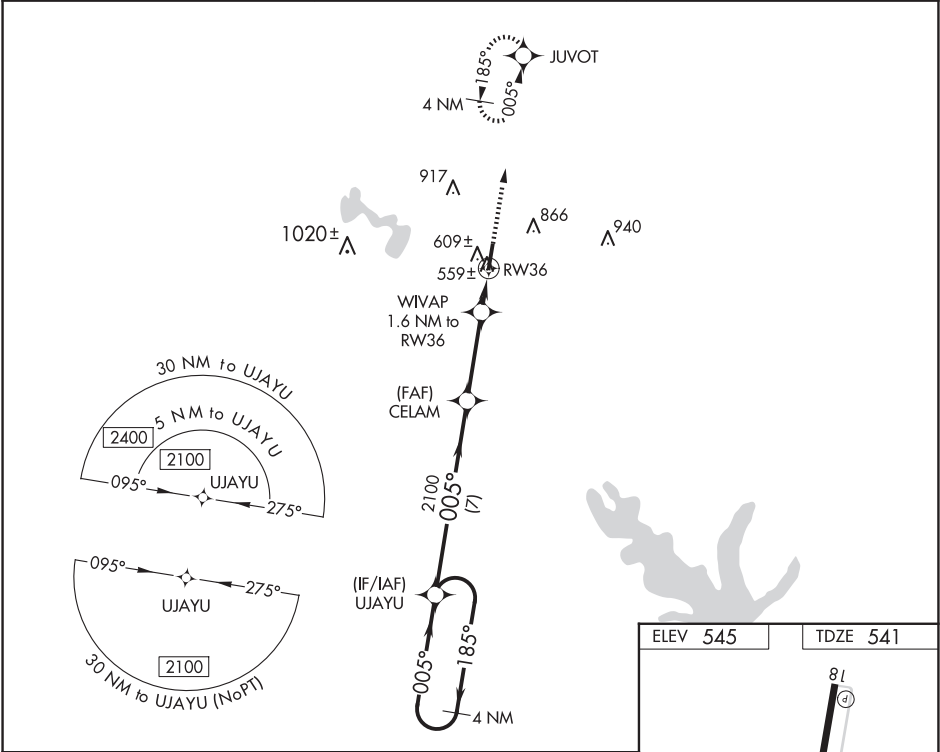 JUVOT
185°
005°
4 NM
917
866
940
1020±
609±
559±
RW36
WIVAP
1.6 NM to
RW36
(FAF)
CELAM
30 NM to UJAYU
5 NM to UJAYU
2400
2100
UJAYU
095°
275°
2100
005°
(7)
095°
275°
UJAYU
2100
30 NM to UJAYU (NoPT)
(IF/IAF)
UJAYU
005°
185°
4 NM
ELEV 545
TDZE 541
18
P